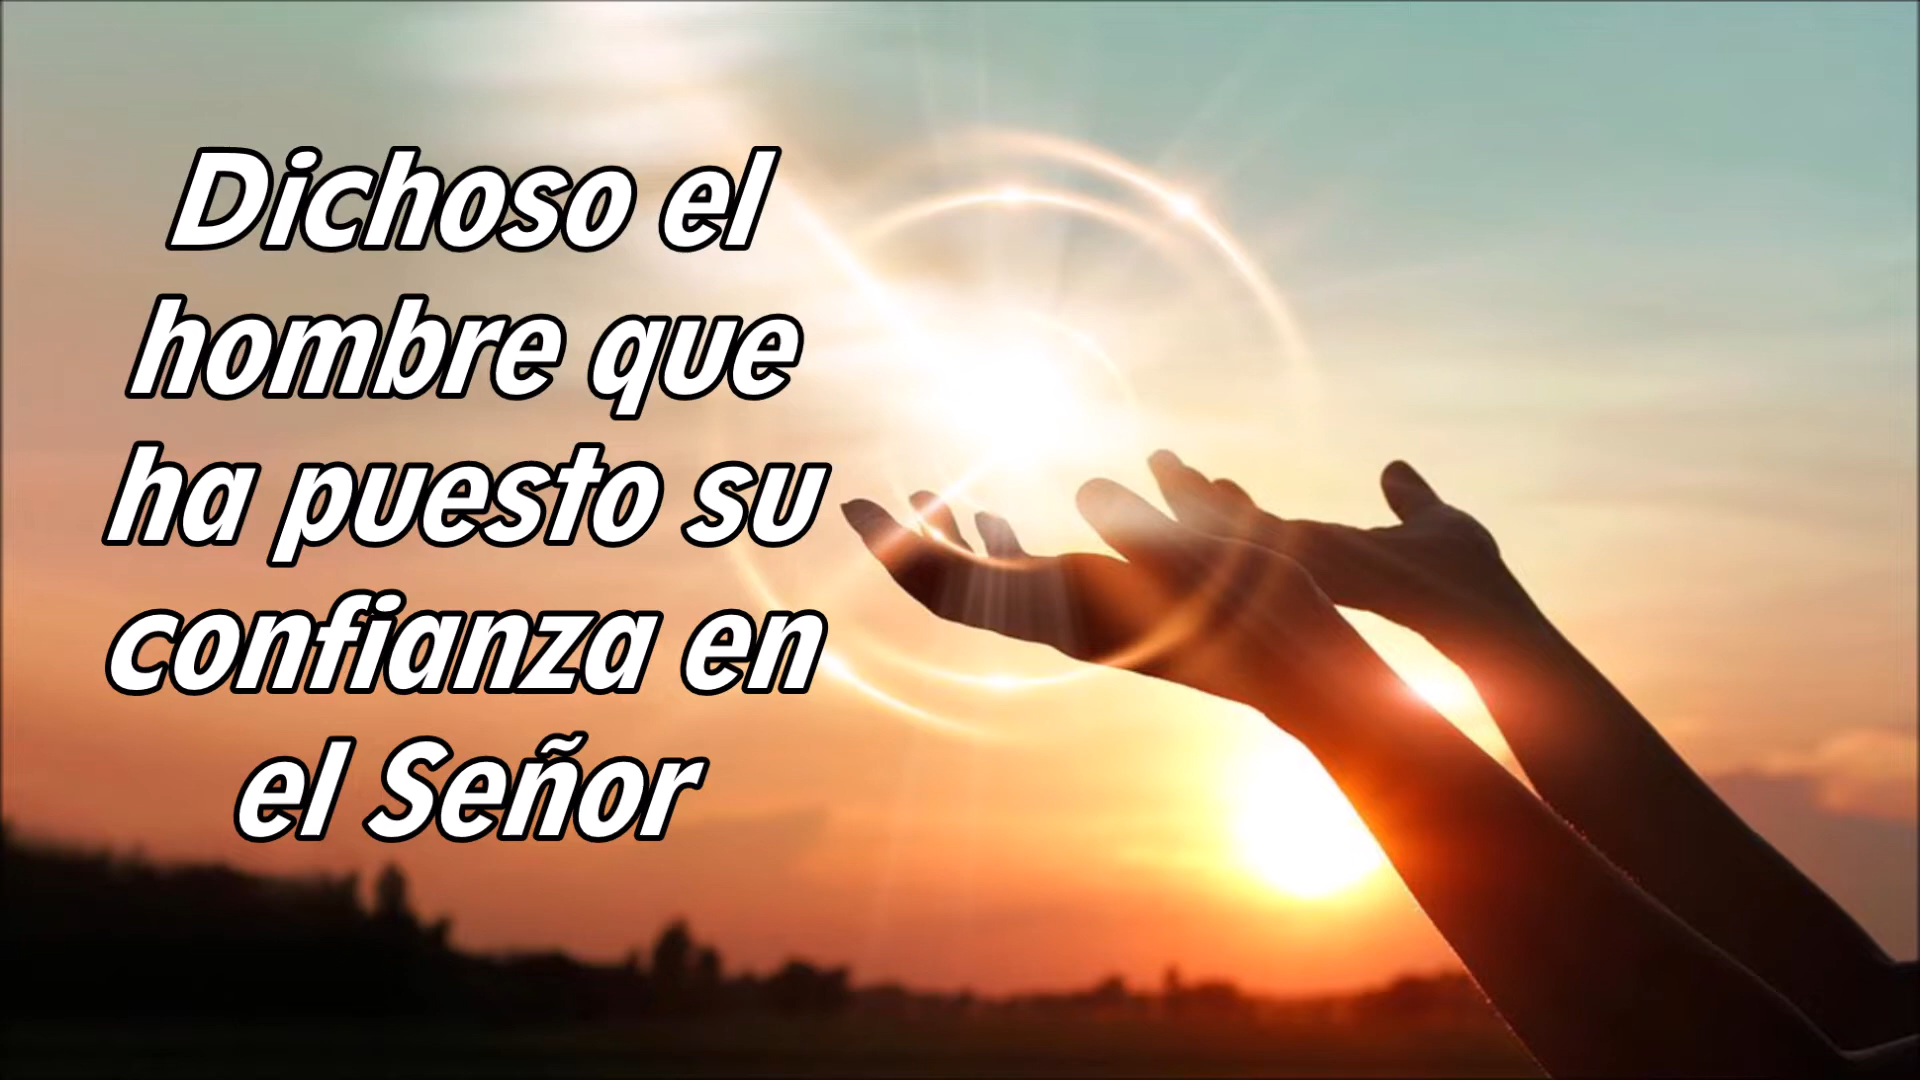 Dichoso el
hombre que
ha puesto su
confianza en
el Señor